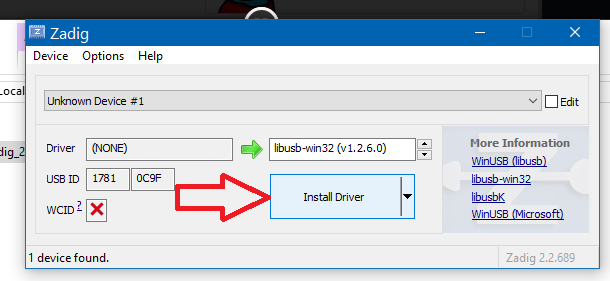 Zadig
Device Options Help
Local
Unknown Device #1
Edit
dig_2
Driver (NONE) libusb-win32 (v1.2.6.0)
USB ID 1781 0C9F
WCID ?
Install Driver
More Information
WinUSB (libusb)
libusb-win32
libusbK
WinUSB (Microsoft)
1 device found.
Zadig 2.2.689